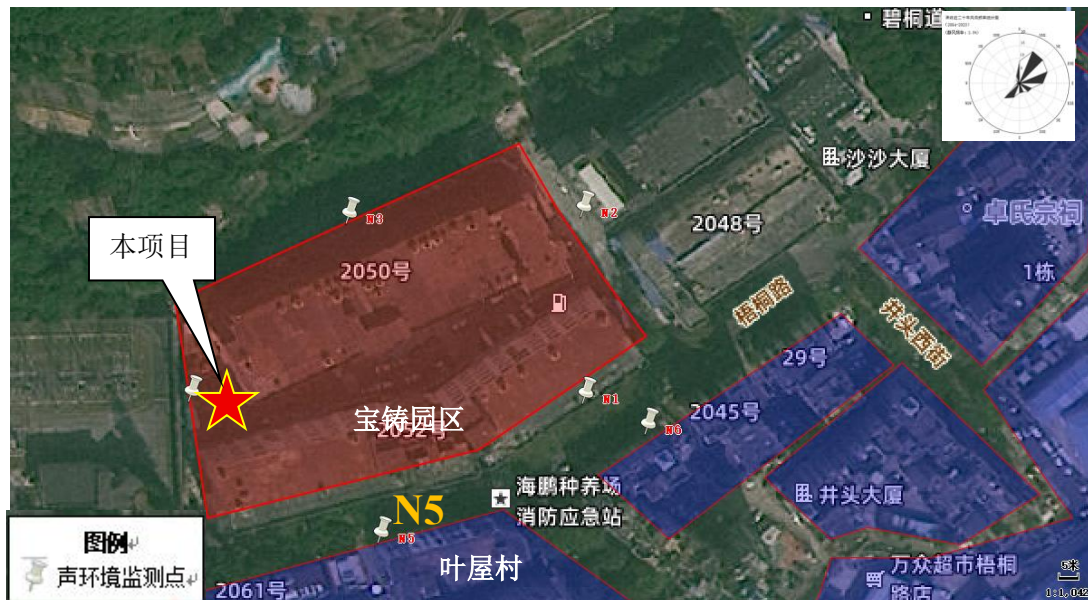 碧桐道
沙沙大厦
N3
N2
卓氏宗祠
本项目
2048号
2050号
1栋
梧桐路
井头西街
29号
N1
宝铸园区
2045号
N6
海鹏种养场
消防应急站
井头大厦
N5
N5
图例
声环境监测点
叶屋村
万众超市梧桐
路店
2061号
5米